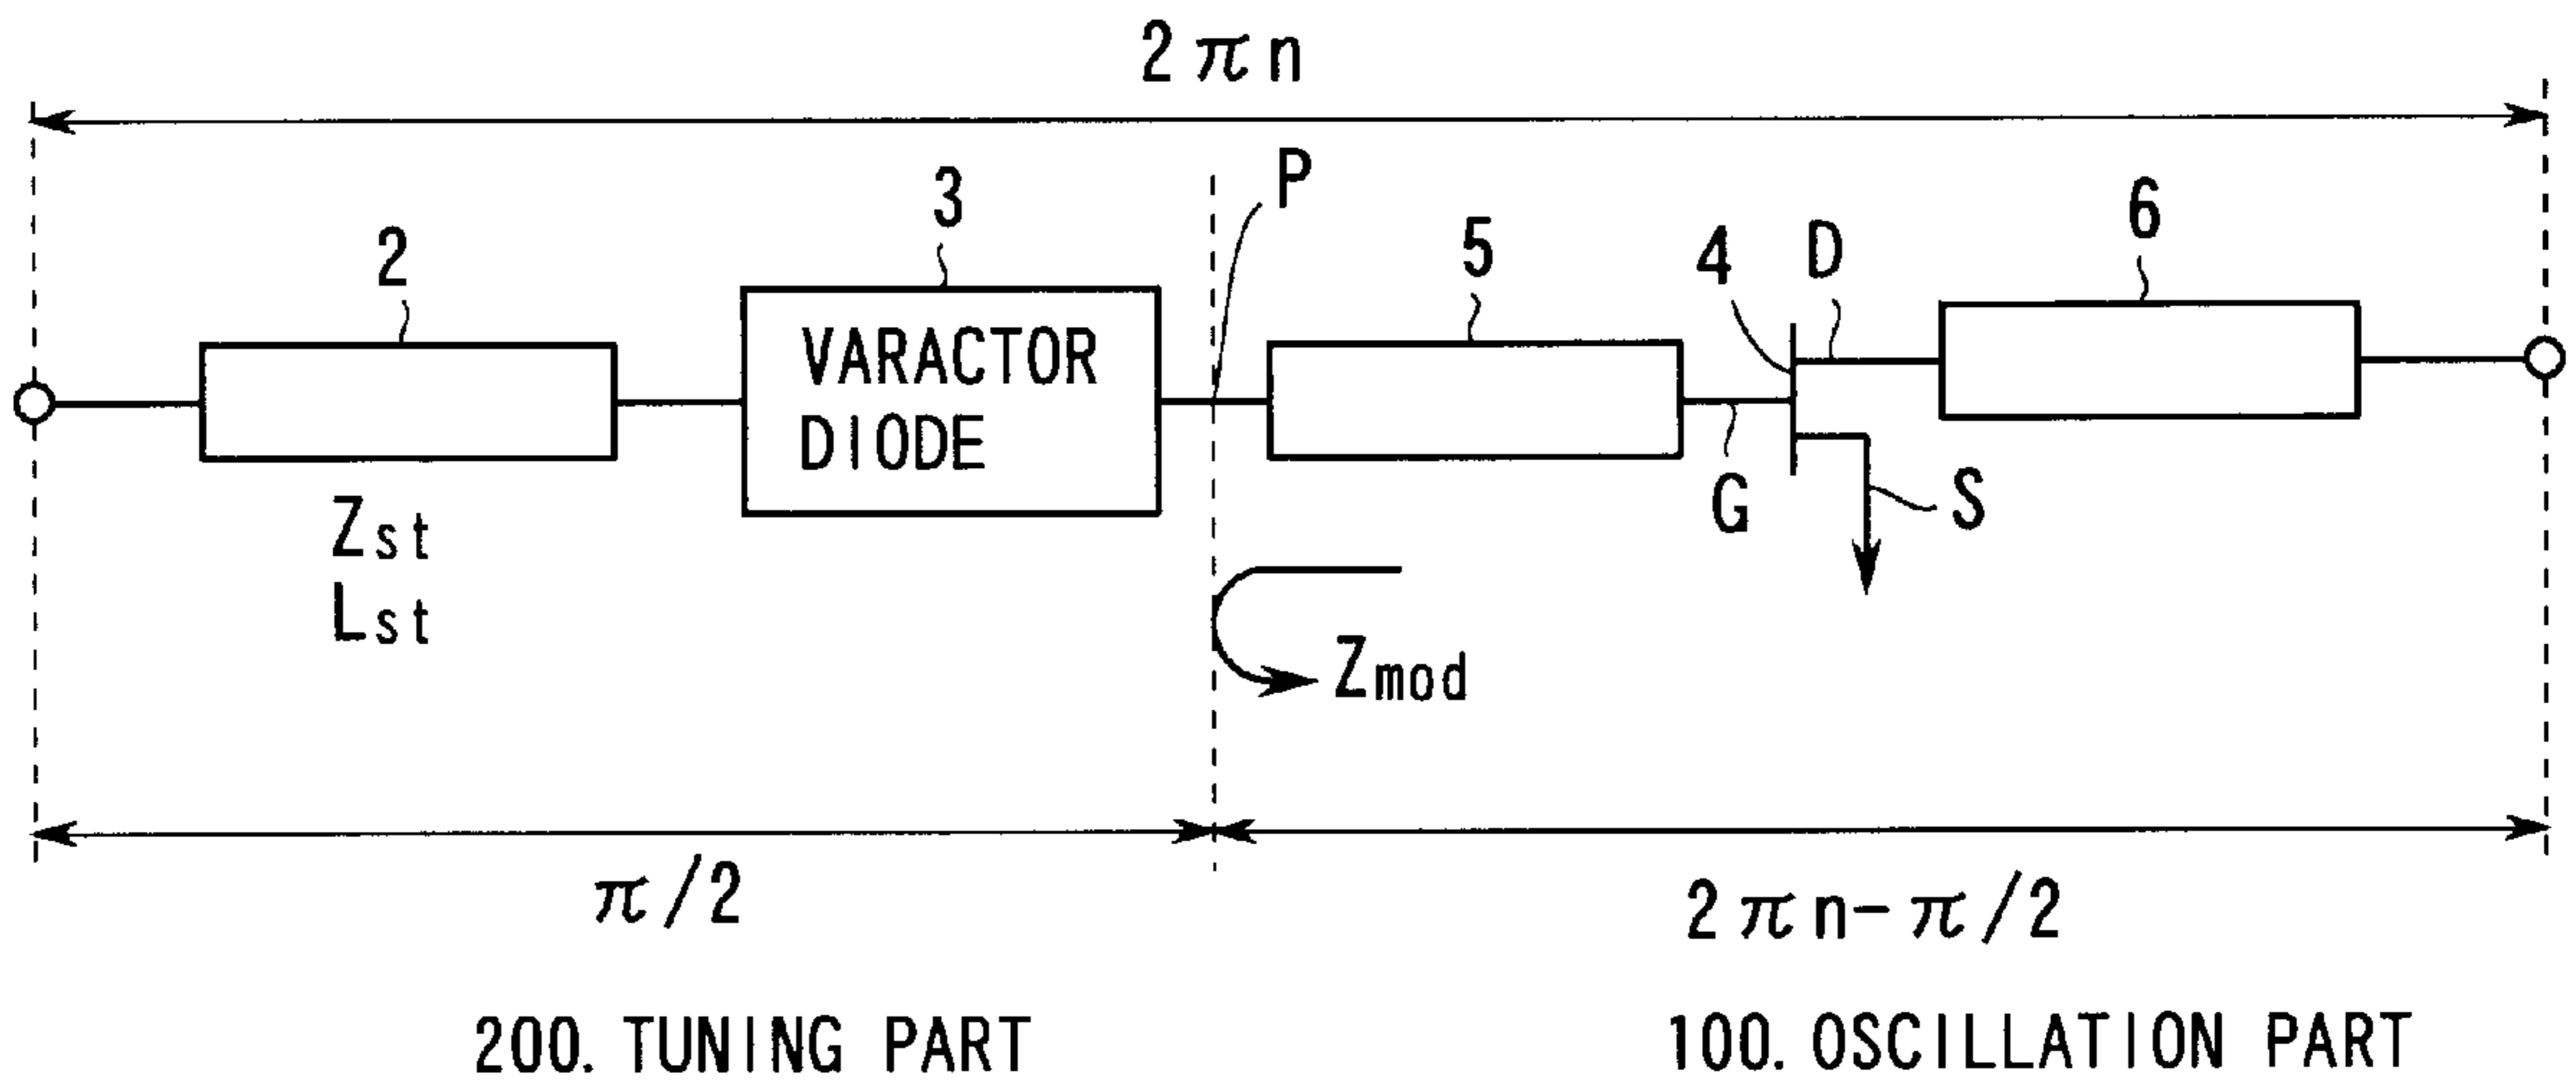 2πn
P
3
2
5
4
D
6
VARACTOR
DIODE
G
S
Zst
Lst
Zmod
π/2
2πn-π/2
200. TUNING PART
100. OSCILLATION PART